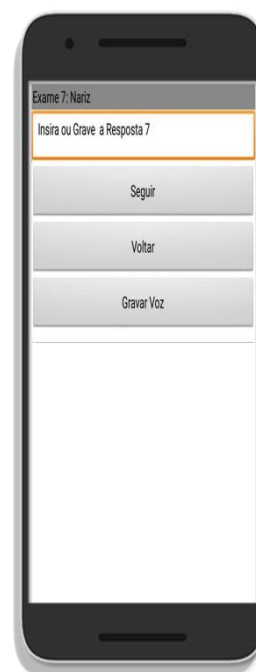 Exame 7: Nariz
Insira ou Grave a Resposta 7
Seguir
Voltar
Gravar Voz